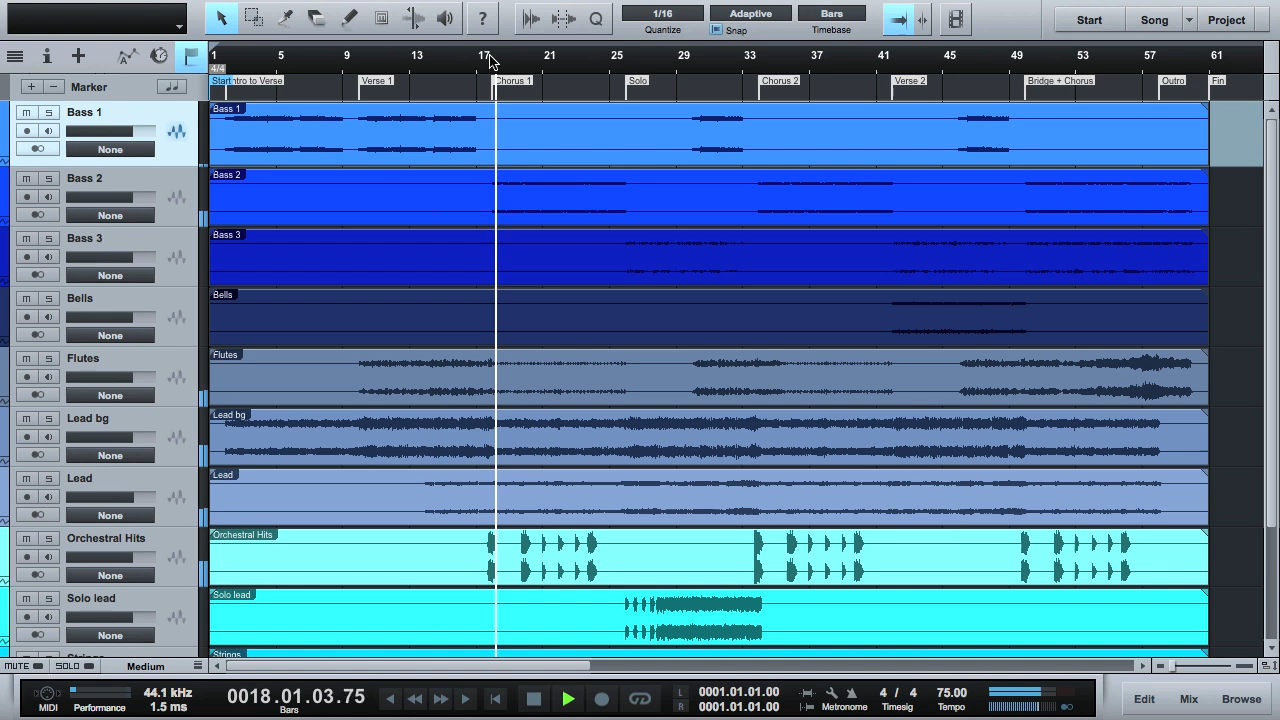 ?
1/16
Quantize
Adaptive
Snap
Bars
Timebase
Start
Song
Project
1 5 9 13 17 21 25 29 33 37 41 45 49 53 57 61
4/4
+ − Marker
Start
ntro to Verse
Verse 1
Chorus 1
Solo
Chorus 2
Verse 2
Bridge + Chorus
Outro
Fin
M S Bass 1
None
Bass 1
M S Bass 2
None
Bass 2
M S Bass 3
None
Bass 3
M S Bells
None
Bells
M S Flutes
None
Flutes
M S Lead bg
None
Lead bg
M S Lead
None
Lead
M S Orchestral Hits
None
Orchestral Hits
M S Solo lead
None
Solo lead
Strings
MUTE SOLO Medium
MIDI
Performance
44.1 kHz
1.5 ms
0018.01.03.75
Bars
L 0001.01.01.00
R 0001.01.01.00
Metronome
4 / 4
Timesig
75.00
Tempo
Edit Mix Browse